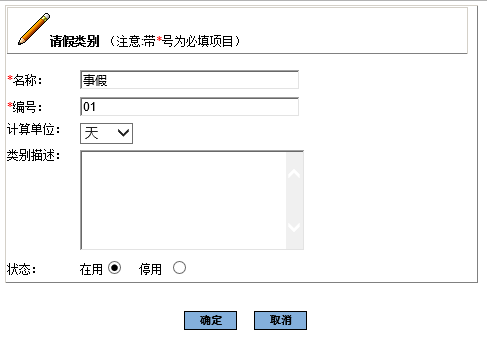 请假类别 （注意:带*号为必填项目）
*名称： 事假
*编号： 01
计算单位： 天
类别描述：
状态： 在用 停用
确定 取消